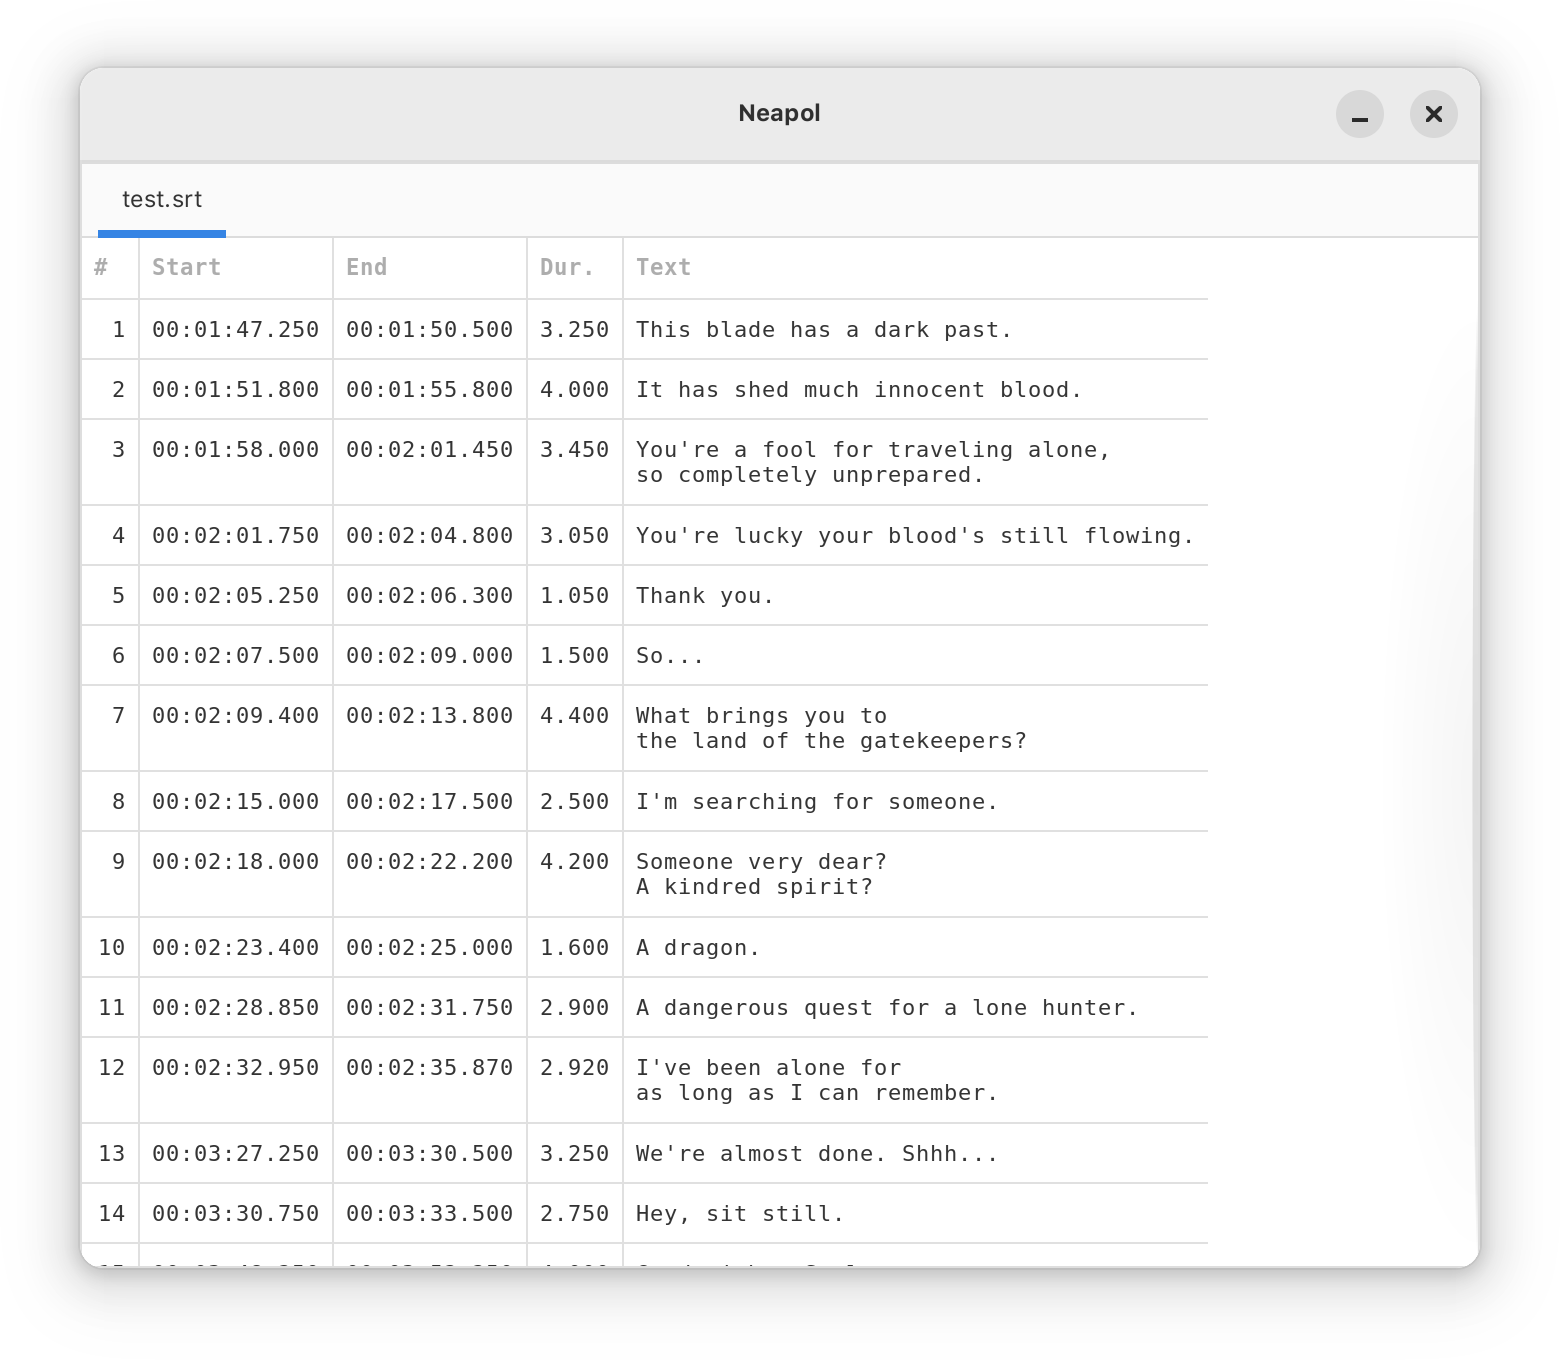 Neapol
test.srt
# Start End Dur. Text
1 00:01:47.250 00:01:50.500 3.250 This blade has a dark past.
2 00:01:51.800 00:01:55.800 4.000 It has shed much innocent blood.
3 00:01:58.000 00:02:01.450 3.450 You're a fool for traveling alone,
so completely unprepared.
4 00:02:01.750 00:02:04.800 3.050 You're lucky your blood's still flowing.
5 00:02:05.250 00:02:06.300 1.050 Thank you.
6 00:02:07.500 00:02:09.000 1.500 So...
7 00:02:09.400 00:02:13.800 4.400 What brings you to
the land of the gatekeepers?
8 00:02:15.000 00:02:17.500 2.500 I'm searching for someone.
9 00:02:18.000 00:02:22.200 4.200 Someone very dear?
A kindred spirit?
10 00:02:23.400 00:02:25.000 1.600 A dragon.
11 00:02:28.850 00:02:31.750 2.900 A dangerous quest for a lone hunter.
12 00:02:32.950 00:02:35.870 2.920 I've been alone for
as long as I can remember.
13 00:03:27.250 00:03:30.500 3.250 We're almost done. Shhh...
14 00:03:30.750 00:03:33.500 2.750 Hey, sit still.